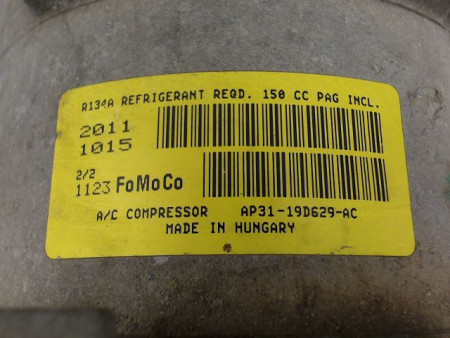 R134A REFRIGERANT REQD. 150 CC PAG INCL.
2011
1015
2/2
1123 FoMoCo
A/C COMPRESSOR AP31-19D629-AC
MADE IN HUNGARY